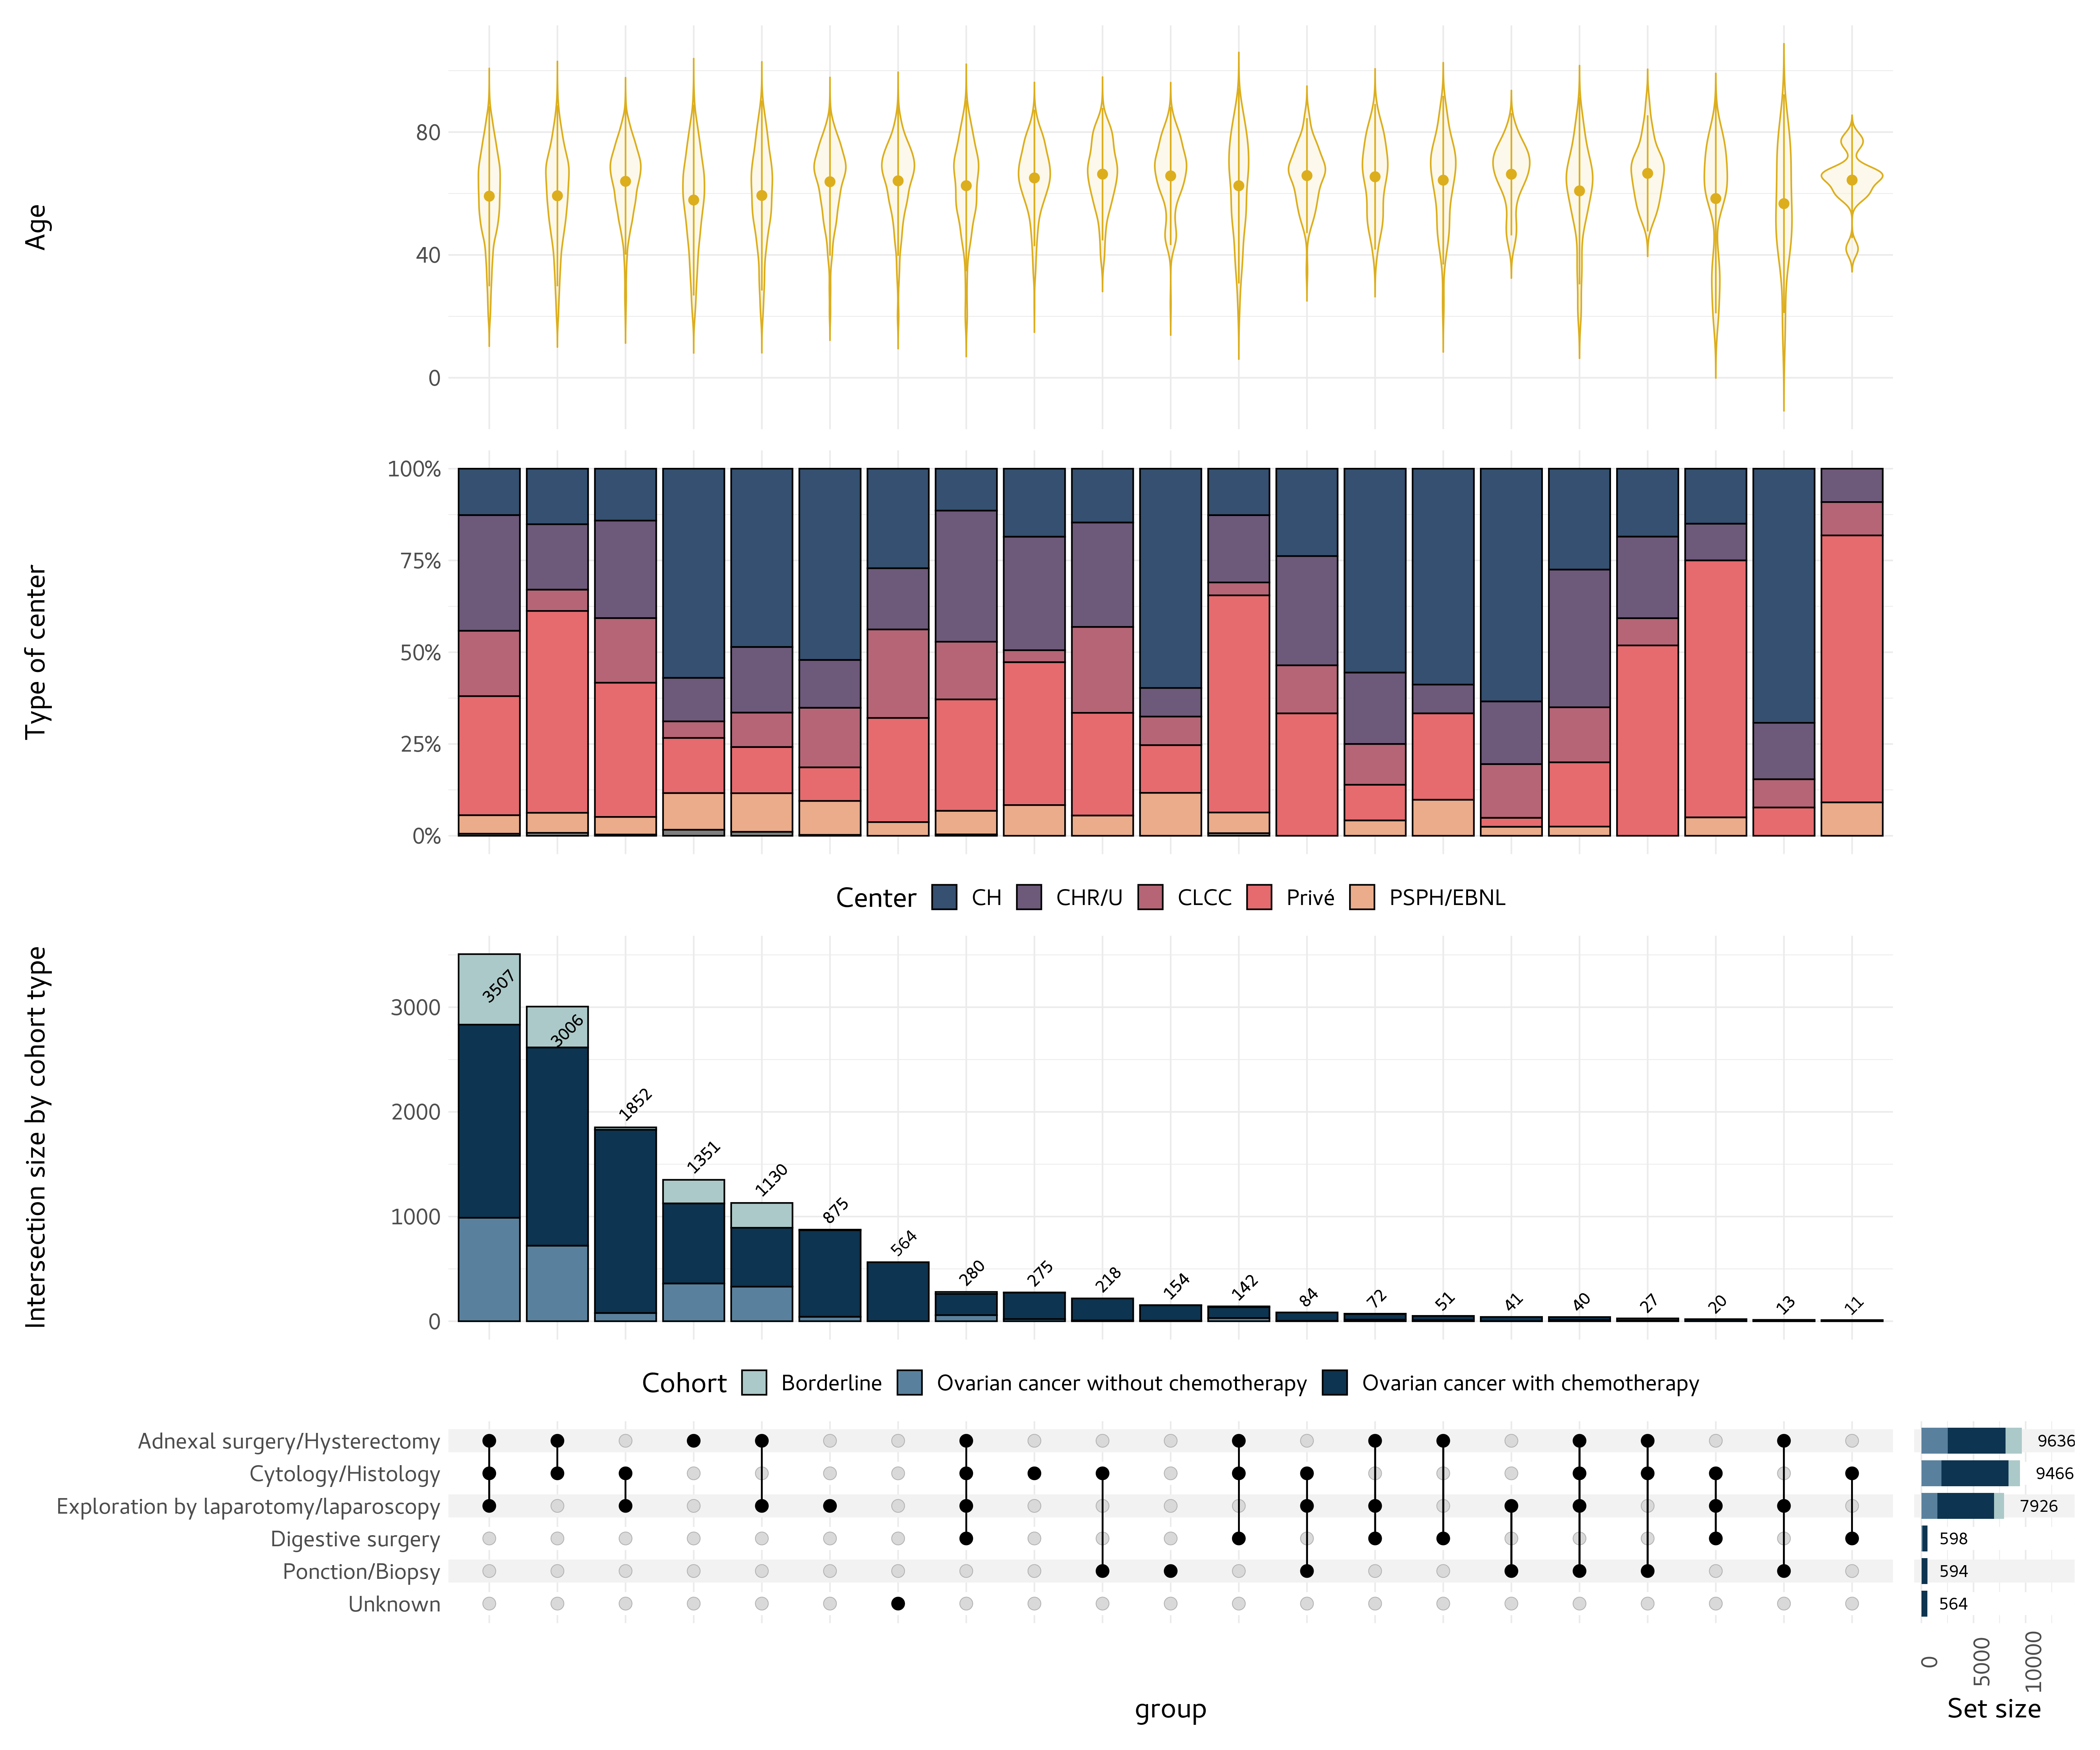 Age
80
40
0
Type of center
100%
75%
50%
25%
0%
Center CH CHR/U CLCC Privé PSPH/EBNL
Intersection size by cohort type
3000
2000
1000
0
3507 3006 1852 1351 1130 875 564 280 275 218 154 142 84 72 51 41 40 27 20 13 11
Cohort Borderline Ovarian cancer without chemotherapy Ovarian cancer with chemotherapy
Adnexal surgery/Hysterectomy 9636
Cytology/Histology 9466
Exploration by laparotomy/laparoscopy 7926
Digestive surgery 598
Ponction/Biopsy 594
Unknown 564
0 5000 10000
group
Set size